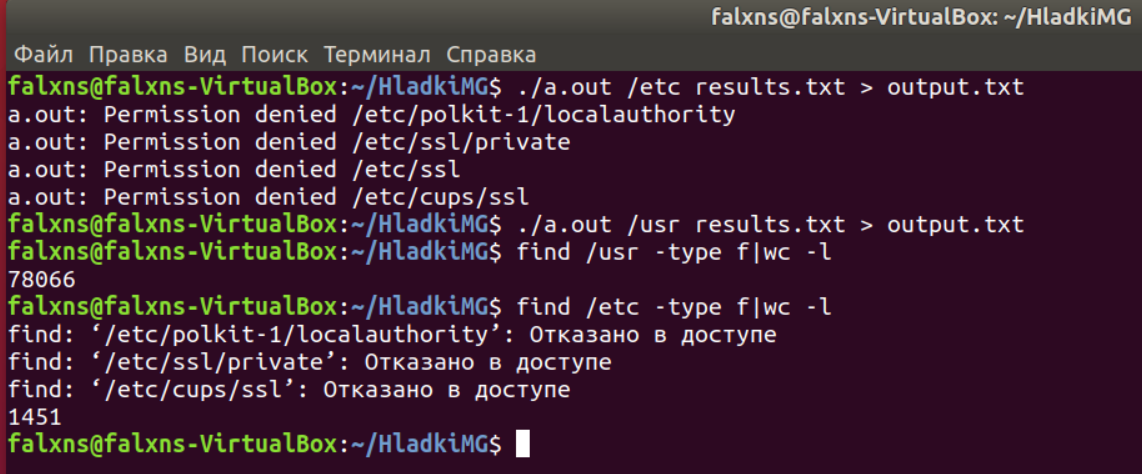 falxns@falxns-VirtualBox: ~/HladkiMG
Файл Правка Вид Поиск Терминал Справка
falxns@falxns-VirtualBox:~/HladkiMG$ ./a.out /etc results.txt > output.txt
a.out: Permission denied /etc/polkit-1/localauthority
a.out: Permission denied /etc/ssl/private
a.out: Permission denied /etc/ssl
a.out: Permission denied /etc/cups/ssl
falxns@falxns-VirtualBox:~/HladkiMG$ ./a.out /usr results.txt > output.txt
falxns@falxns-VirtualBox:~/HladkiMG$ find /usr -type f|wc -l
78066
falxns@falxns-VirtualBox:~/HladkiMG$ find /etc -type f|wc -l
find: ‘/etc/polkit-1/localauthority’: Отказано в доступе
find: ‘/etc/ssl/private’: Отказано в доступе
find: ‘/etc/cups/ssl’: Отказано в доступе
1451
falxns@falxns-VirtualBox:~/HladkiMG$